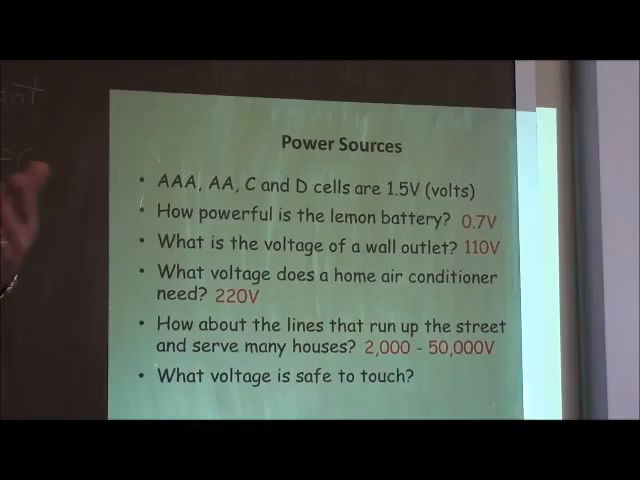 Power Sources
• AAA, AA, C and D cells are 1.5V (volts)
• How powerful is the lemon battery? 0.7V
• What is the voltage of a wall outlet? 110V
• What voltage does a home air conditioner
need? 220V
• How about the lines that run up the street
and serve many houses? 2,000 - 50,000V
• What voltage is safe to touch?